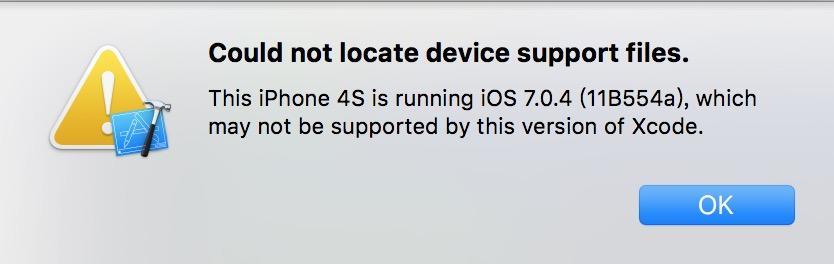 Could not locate device support files.
This iPhone 4S is running iOS 7.0.4 (11B554a), which
may not be supported by this version of Xcode.
OK